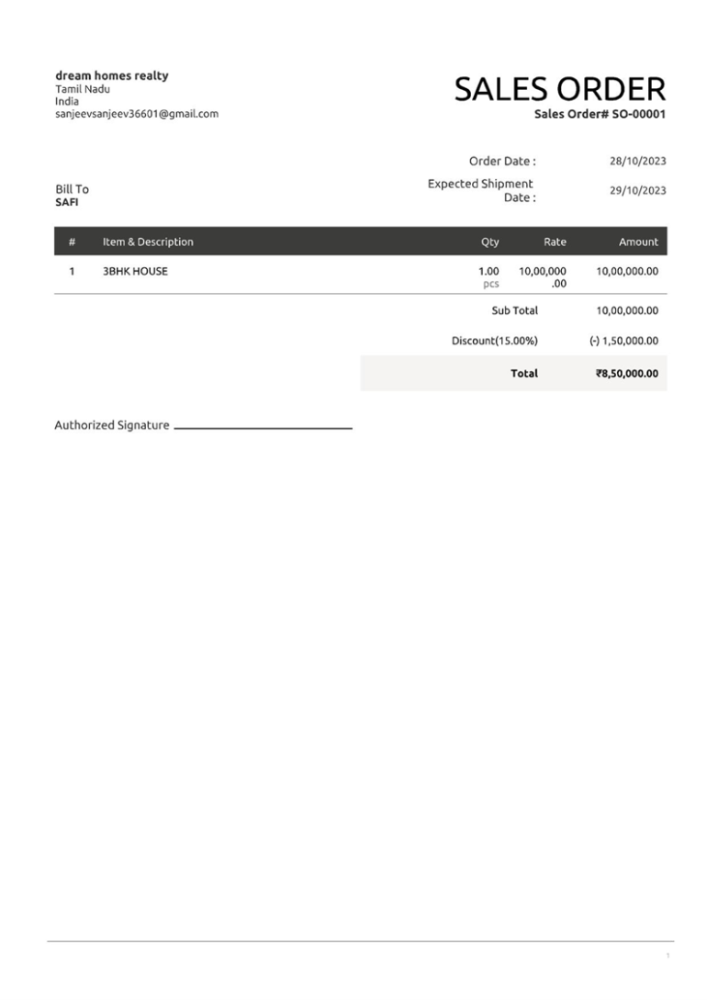 dream homes realty
Tamil Nadu
India
sanjeevsanjeev36601@gmail.com
SALES ORDER
Sales Order# SO-00001
Order Date : 28/10/2023
Expected Shipment
Date : 29/10/2023
Bill To
SAFI
# Item & Description Qty Rate Amount
1 3BHK HOUSE 1.00 10,00,000 10,00,000.00
pcs .00
Sub Total 10,00,000.00
Discount(15.00%) (-) 1,50,000.00
Total ₹8,50,000.00
Authorized Signature
1